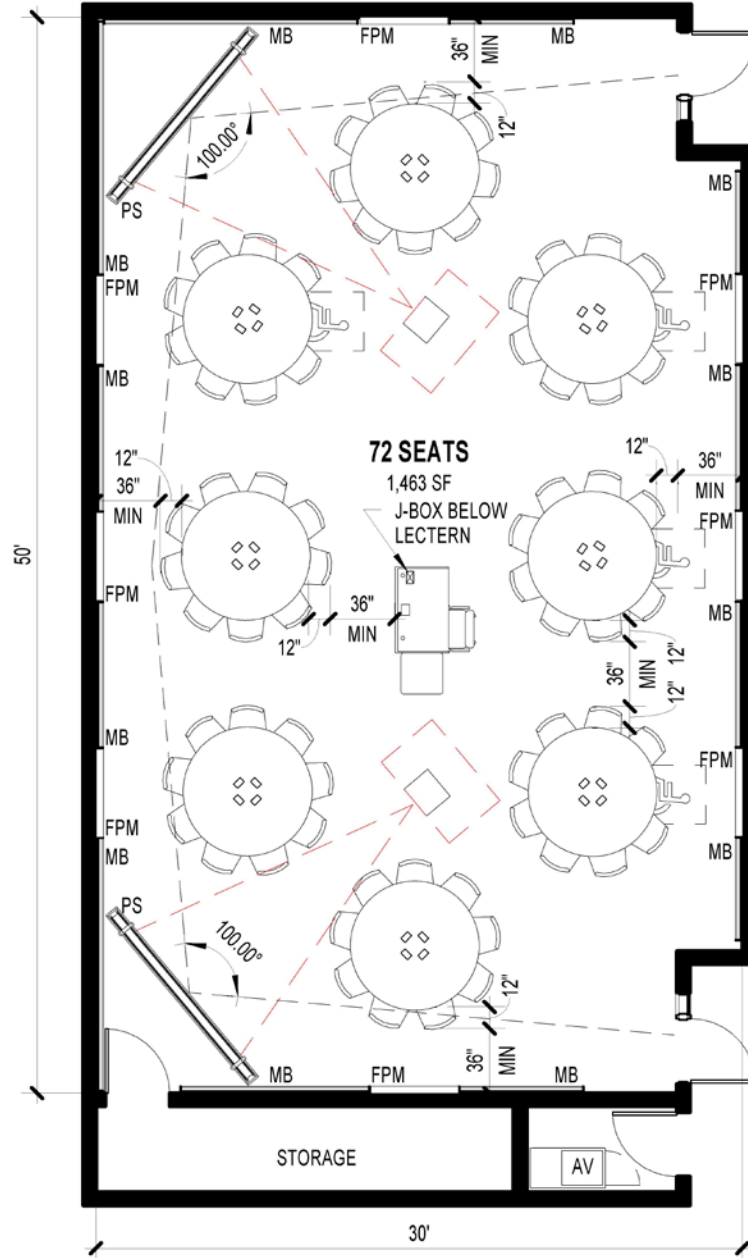 MB
FPM
36"
MIN
MB
12"
100.00°
PS
MB
MB
FPM
FPM
MB
MB
72 SEATS
1,463 SF
J-BOX BELOW
LECTERN
12"
36"
MIN
12"
36"
MIN
FPM
50'
FPM
36"
MIN
12"
MB
12"
36"
MIN
12"
MB
FPM
FPM
MB
MB
PS
100.00°
12"
36"
MIN
MB
FPM
MB
STORAGE
AV
30'